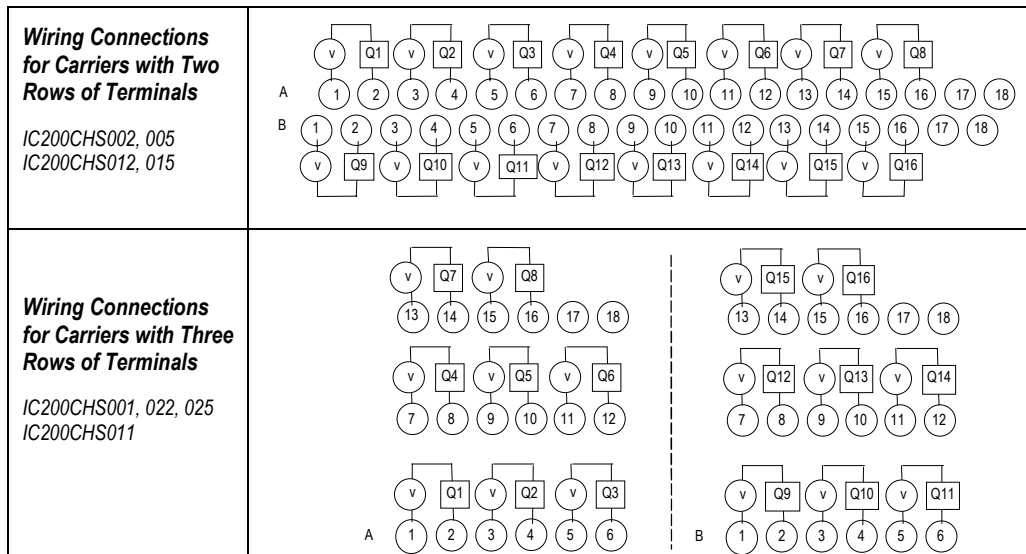 Wiring Connections
for Carriers with Two
Rows of Terminals
IC200CHS002, 005
IC200CHS012, 015
v Q1 v Q2 v Q3 v Q4 v Q5 v Q6 v Q7 v Q8
A 1 2 3 4 5 6 7 8 9 10 11 12 13 14 15 16 17 18
B 1 2 3 4 5 6 7 8 9 10 11 12 13 14 15 16 17 18
v Q9 v Q10 v Q11 v Q12 v Q13 v Q14 v Q15 v Q16
Wiring Connections
for Carriers with Three
Rows of Terminals
IC200CHS001, 022, 025
IC200CHS011
v Q7 v Q8
13 14 15 16 17 18
v Q4 v Q5 v Q6
7 8 9 10 11 12
v Q1 v Q2 v Q3
A 1 2 3 4 5 6
v Q15 v Q16
13 14 15 16 17 18
v Q12 v Q13 v Q14
7 8 9 10 11 12
v Q9 v Q10 v Q11
B 1 2 3 4 5 6